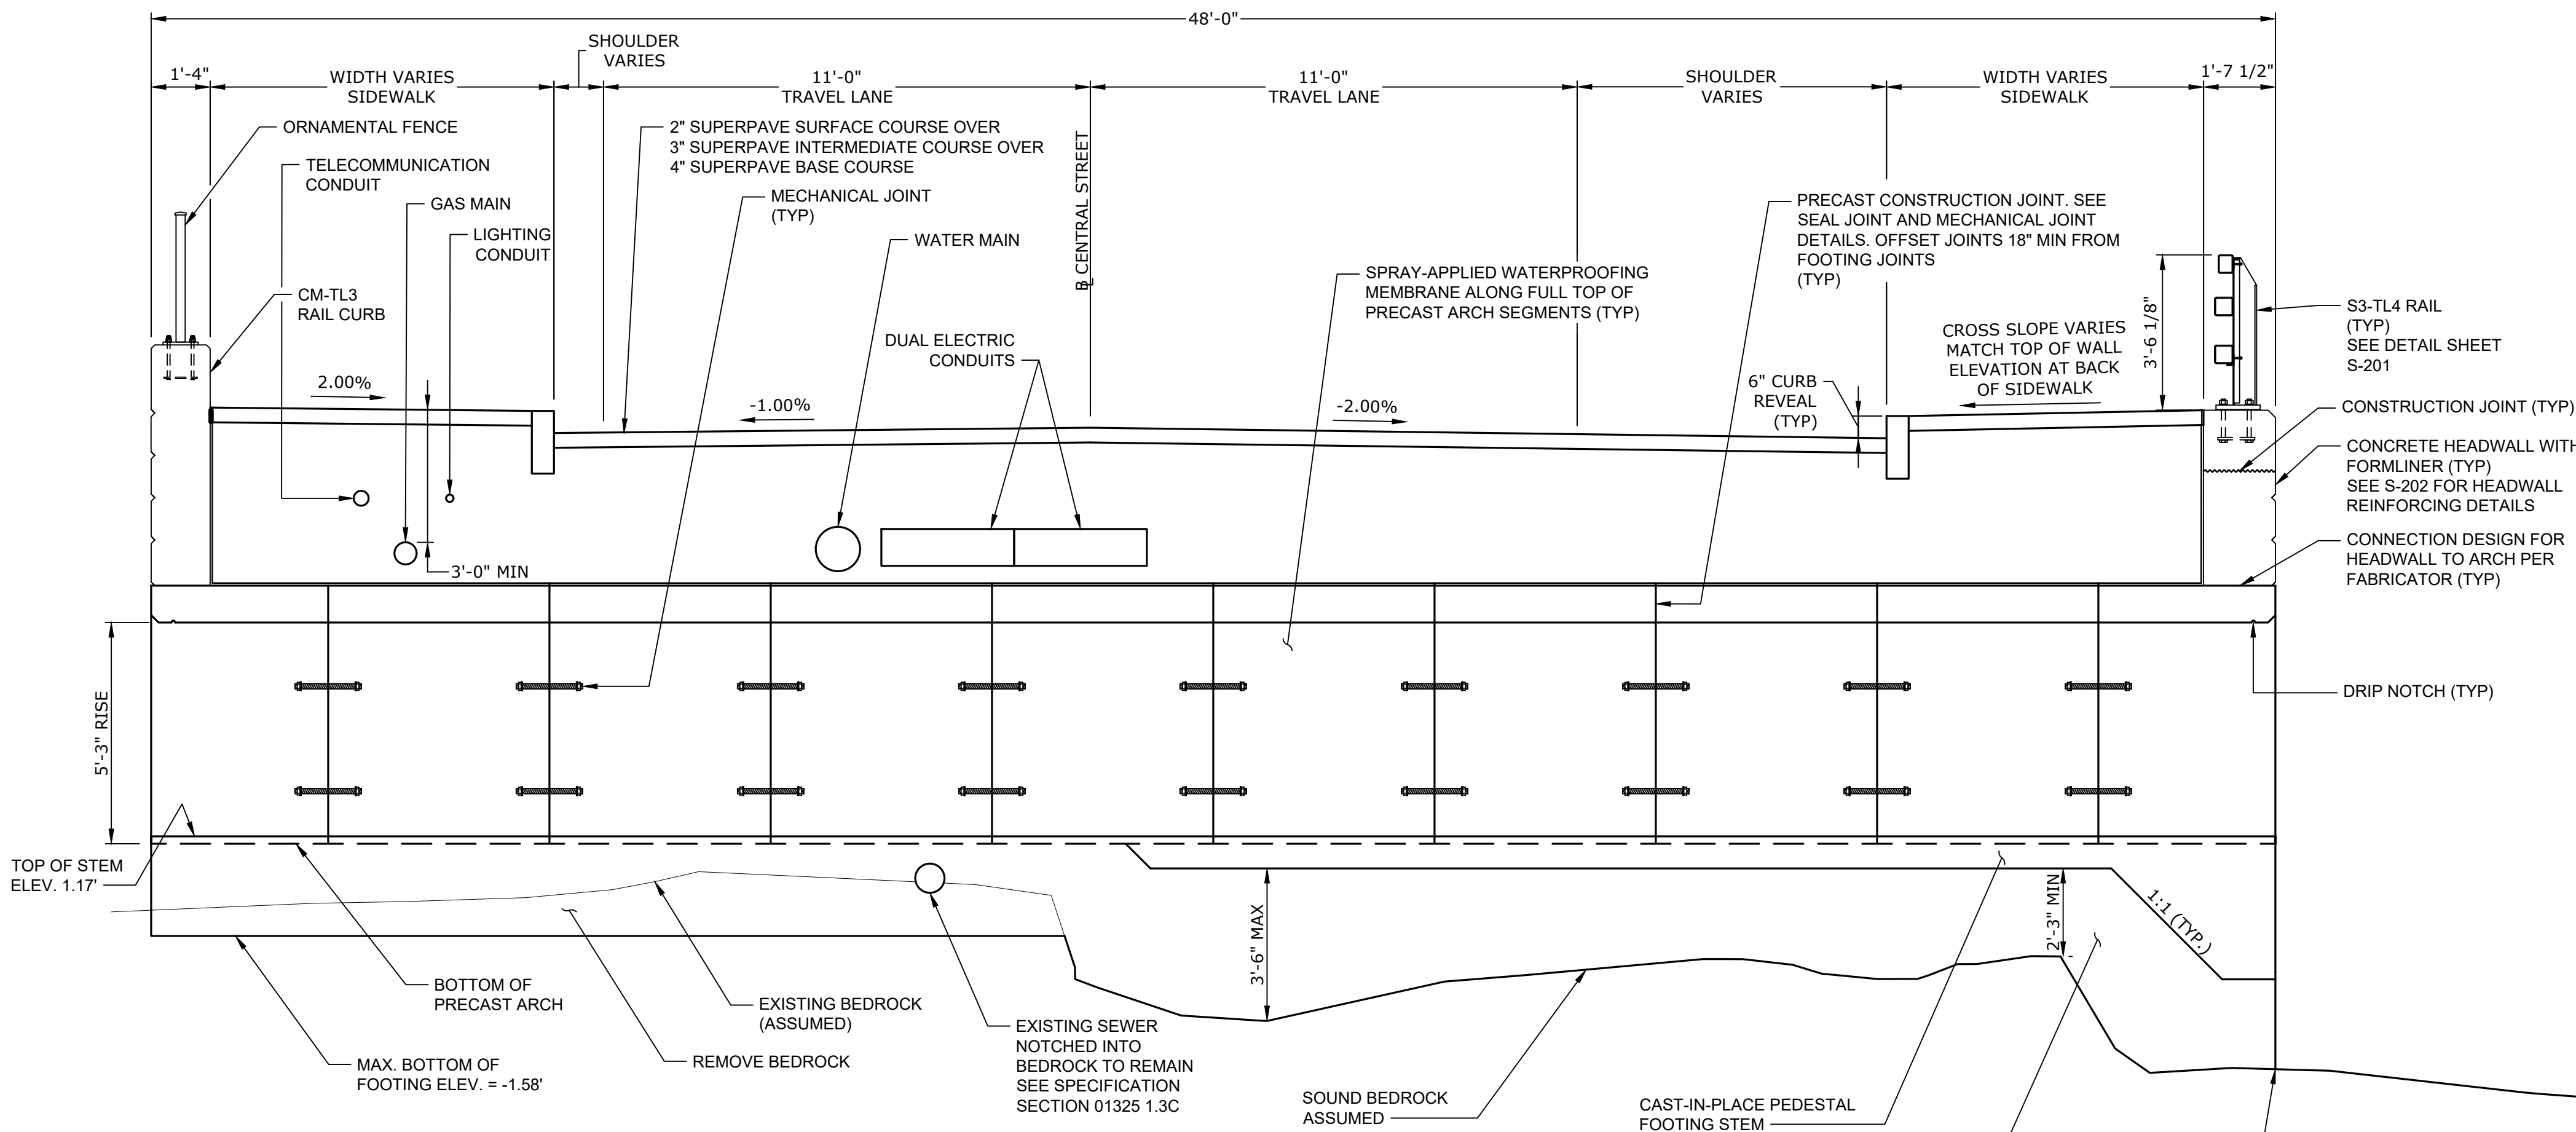 48'-0"
SHOULDER
VARIES
1'-4"
WIDTH VARIES
SIDEWALK
11'-0"
TRAVEL LANE
11'-0"
TRAVEL LANE
SHOULDER
VARIES
WIDTH VARIES
SIDEWALK
1'-7 1/2"
ORNAMENTAL FENCE
TELECOMMUNICATION
CONDUIT
GAS MAIN
LIGHTING
CONDUIT
CM-TL3
RAIL CURB
2" SUPERPAVE SURFACE COURSE OVER
3" SUPERPAVE INTERMEDIATE COURSE OVER
4" SUPERPAVE BASE COURSE
MECHANICAL JOINT
(TYP)
WATER MAIN
DUAL ELECTRIC
CONDUITS
BL CENTRAL STREET
SPRAY-APPLIED WATERPROOFING
MEMBRANE ALONG FULL TOP OF
PRECAST ARCH SEGMENTS (TYP)
PRECAST CONSTRUCTION JOINT. SEE
SEAL JOINT AND MECHANICAL JOINT
DETAILS. OFFSET JOINTS 18" MIN FROM
FOOTING JOINTS
(TYP)
CROSS SLOPE VARIES
MATCH TOP OF WALL
ELEVATION AT BACK
OF SIDEWALK
3'-6 1/8"
S3-TL4 RAIL
(TYP)
SEE DETAIL SHEET
S-201
6" CURB
REVEAL
(TYP)
2.00%
-1.00%
-2.00%
CONSTRUCTION JOINT (TYP)
CONCRETE HEADWALL WITH
FORMLINER (TYP)
SEE S-202 FOR HEADWALL
REINFORCING DETAILS
CONNECTION DESIGN FOR
HEADWALL TO ARCH PER
FABRICATOR (TYP)
3'-0" MIN
DRIP NOTCH (TYP)
5'-3" RISE
TOP OF STEM
ELEV. 1.17'
BOTTOM OF
PRECAST ARCH
MAX. BOTTOM OF
FOOTING ELEV. = -1.58'
EXISTING BEDROCK
(ASSUMED)
REMOVE BEDROCK
EXISTING SEWER
NOTCHED INTO
BEDROCK TO REMAIN
SEE SPECIFICATION
SECTION 01325 1.3C
3'-6" MAX
2'-3" MIN
1:1 (TYP.)
SOUND BEDROCK
ASSUMED
CAST-IN-PLACE PEDESTAL
FOOTING STEM